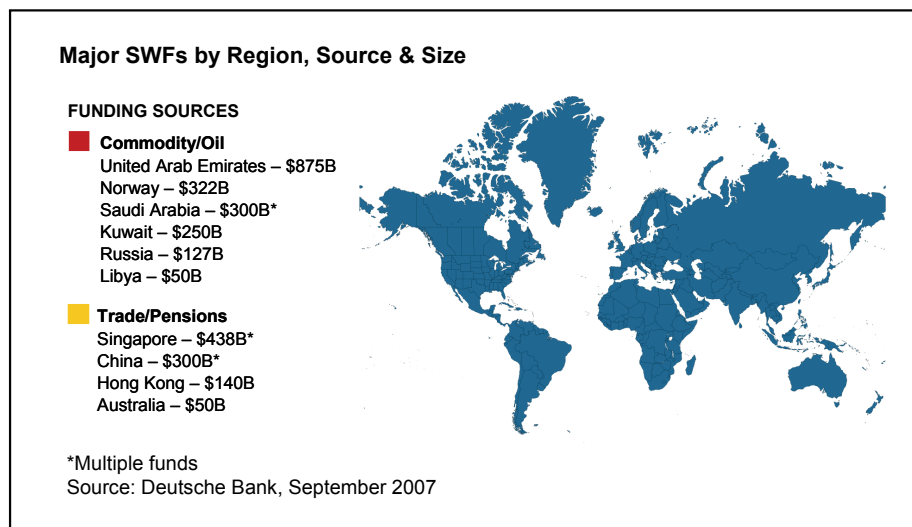 Major SWFs by Region, Source & Size
FUNDING SOURCES
Commodity/Oil
United Arab Emirates – $875B
Norway – $322B
Saudi Arabia – $300B*
Kuwait – $250B
Russia – $127B
Libya – $50B
Trade/Pensions
Singapore – $438B*
China – $300B*
Hong Kong – $140B
Australia – $50B
*Multiple funds
Source: Deutsche Bank, September 2007